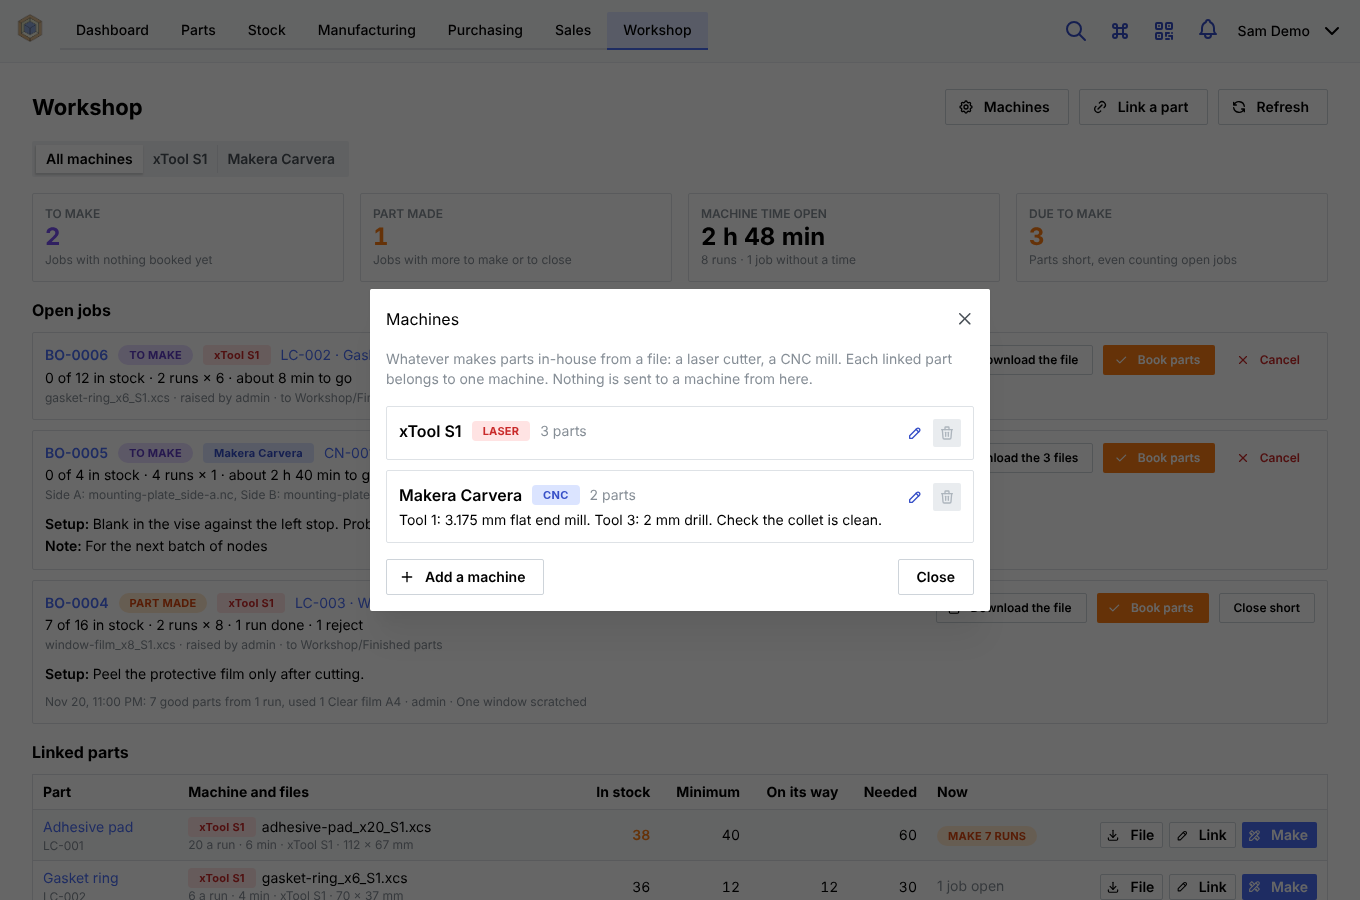 Dashboard Parts Stock Manufacturing Purchasing Sales Workshop Sam Demo
Workshop
Machines Link a part Refresh
All machines xTool S1 Makera Carvera
TO MAKE PART MADE MACHINE TIME OPEN DUE TO MAKE
2 1 2 h 48 min 3
Jobs with nothing booked yet Jobs with more to make or to close 8 runs · 1 job without a time Parts short, even counting open jobs
Open jobs
BO-0006 TO MAKE xTool S1 LC-002 ·
0 of 12 in stock · 2 runs × 6 · about 8 min to go
gasket-ring_x6_S1.xcs · raised by admin · to
the file Book parts Cancel
BO-0005 TO MAKE Makera Carvera
0 of 4 in stock · 4 runs × 1 · about 2 h 40 min to
Side A: mounting-plate_side-a.nc, Side B:
Setup: Blank in the vise against the left stop.
Note: For the next batch of nodes
the 3 files Book parts Cancel
Machines
Whatever makes parts in-house from a file: a laser cutter, a CNC mill. Each linked part
belongs to one machine. Nothing is sent to a machine from here.
xTool S1 LASER 3 parts
Makera Carvera CNC 2 parts
Tool 1: 3.175 mm flat end mill. Tool 3: 2 mm drill. Check the collet is clean.
Add a machine Close
BO-0004 PART MADE xTool S1 LC-003 ·
7 of 16 in stock · 2 runs × 8 · 1 run done · 1 reject
window-film_x8_S1.xcs · raised by admin · to Workshop/Finished parts
Setup: Peel the protective film only after cutting.
Nov 20, 11:00 PM: 7 good parts from 1 run, used 1 Clear film A4 · admin · One window scratched
the file Book parts Close short
Linked parts
Part Machine and files In stock Minimum On its way Needed Now
Adhesive pad xTool S1 adhesive-pad_x20_S1.xcs 38 40 60 MAKE 7 RUNS File Link Make
LC-001 20 a run · 6 min · xTool S1 · 112 × 67 mm
Gasket ring xTool S1 gasket-ring_x6_S1.xcs 36 12 12 30 1 job open File Link Make
LC-002 6 a run · 4 min · xTool S1 · 70 × 37 mm